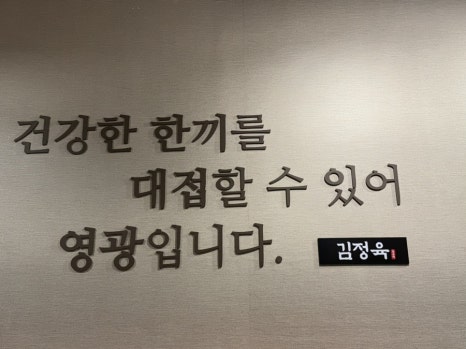 건강한 한끼를
대접할 수 있어
영광입니다.
김정육